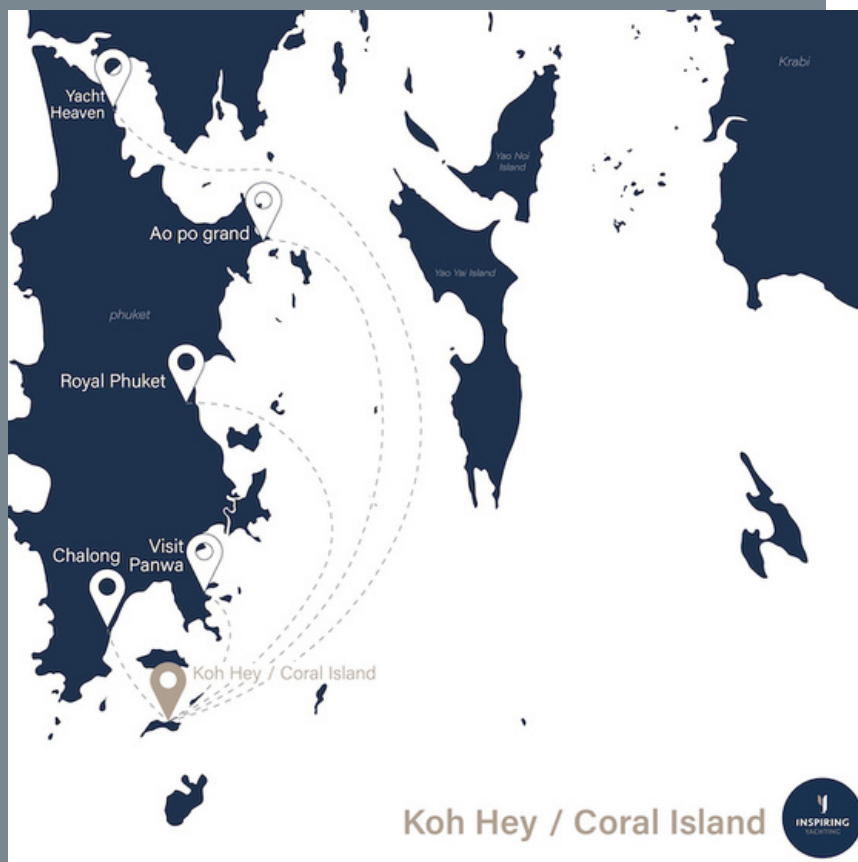 Krabi
Yacht
Heaven
Yao Noi
Island
Ao po grand
Yao Yai Island
phuket
Royal Phuket
Visit
Panwa
Chalong
Koh Hey / Coral Island
Koh Hey / Coral Island
INSPIRING
YACHTING